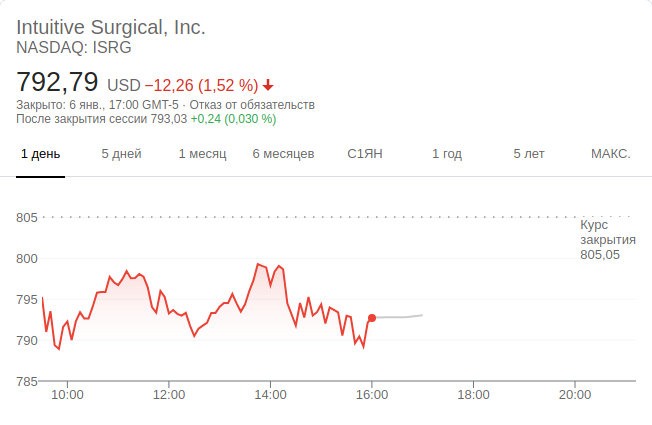 Intuitive Surgical, Inc.
NASDAQ: ISRG
792,79 USD −12,26 (1,52 %)
Закрыто: 6 янв., 17:00 GMT-5 · Отказ от обязательств
После закрытия сессии 793,03 +0,24 (0,030 %)
1 день 5 дней 1 месяц 6 месяцев С1ЯН 1 год 5 лет МАКС.
805
Курс
закрытия
805,05
800
795
790
785
10:00 12:00 14:00 16:00 18:00 20:00